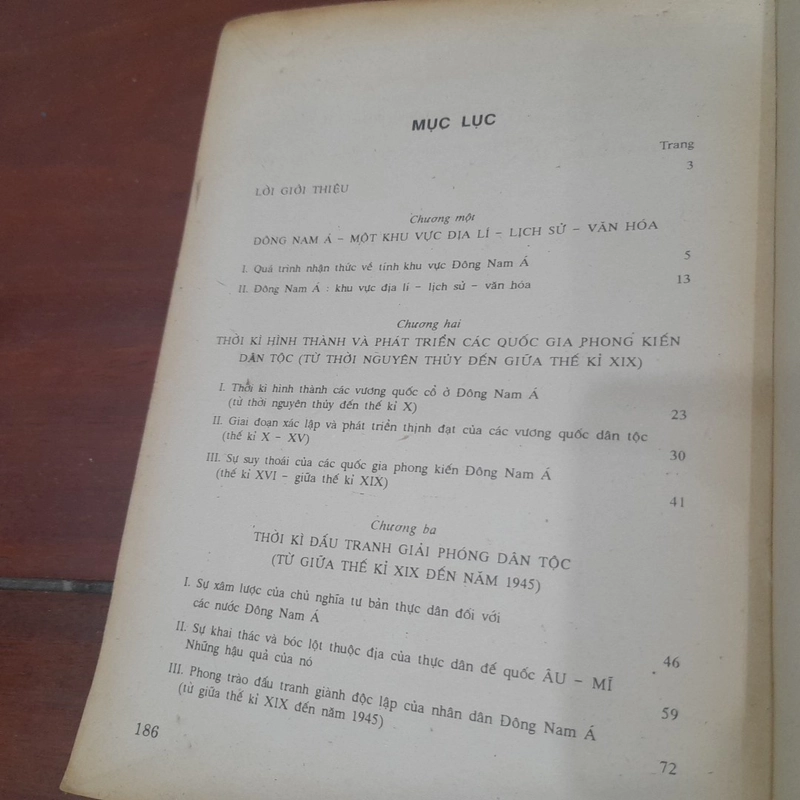 MỤC LỤC
Trang
LỜI GIỚI THIỆU 3
Chương một
ĐÔNG NAM Á – MỘT KHU VỰC ĐỊA LÍ – LỊCH SỬ – VĂN HÓA
I. Quá trình nhận thức về tính khu vực Đông Nam Á 5
II. Đông Nam Á : khu vực địa lí – lịch sử – văn hóa 13
Chương hai
THỜI KÌ HÌNH THÀNH VÀ PHÁT TRIỂN CÁC QUỐC GIA PHONG KIẾN
DÂN TỘC (TỪ THỜI NGUYÊN THỦY ĐẾN GIỮA THẾ KỈ XIX)
I. Thời kì hình thành các vương quốc cổ ở Đông Nam Á
(từ thời nguyên thủy đến thế kỉ X) 23
II. Giai đoạn xác lập và phát triển thịnh đạt của các vương quốc dân tộc
(thế kỉ X – XV) 30
III. Sự suy thoái của các quốc gia phong kiến Đông Nam Á
(thế kỉ XVI – giữa thế kỉ XIX) 41
Chương ba
THỜI KÌ ĐẤU TRANH GIẢI PHÓNG DÂN TỘC
(TỪ GIỮA THẾ KỈ XIX ĐẾN NĂM 1945)
I. Sự xâm lược của chủ nghĩa tư bản thực dân đối với
các nước Đông Nam Á 46
II. Sự khai thác và bóc lột thuộc địa của thực dân đế quốc ÂU – MĨ
Những hậu quả của nó 59
III. Phong trào đấu tranh giành độc lập của nhân dân Đông Nam Á
(từ giữa thế kỉ XIX đến năm 1945) 72
186